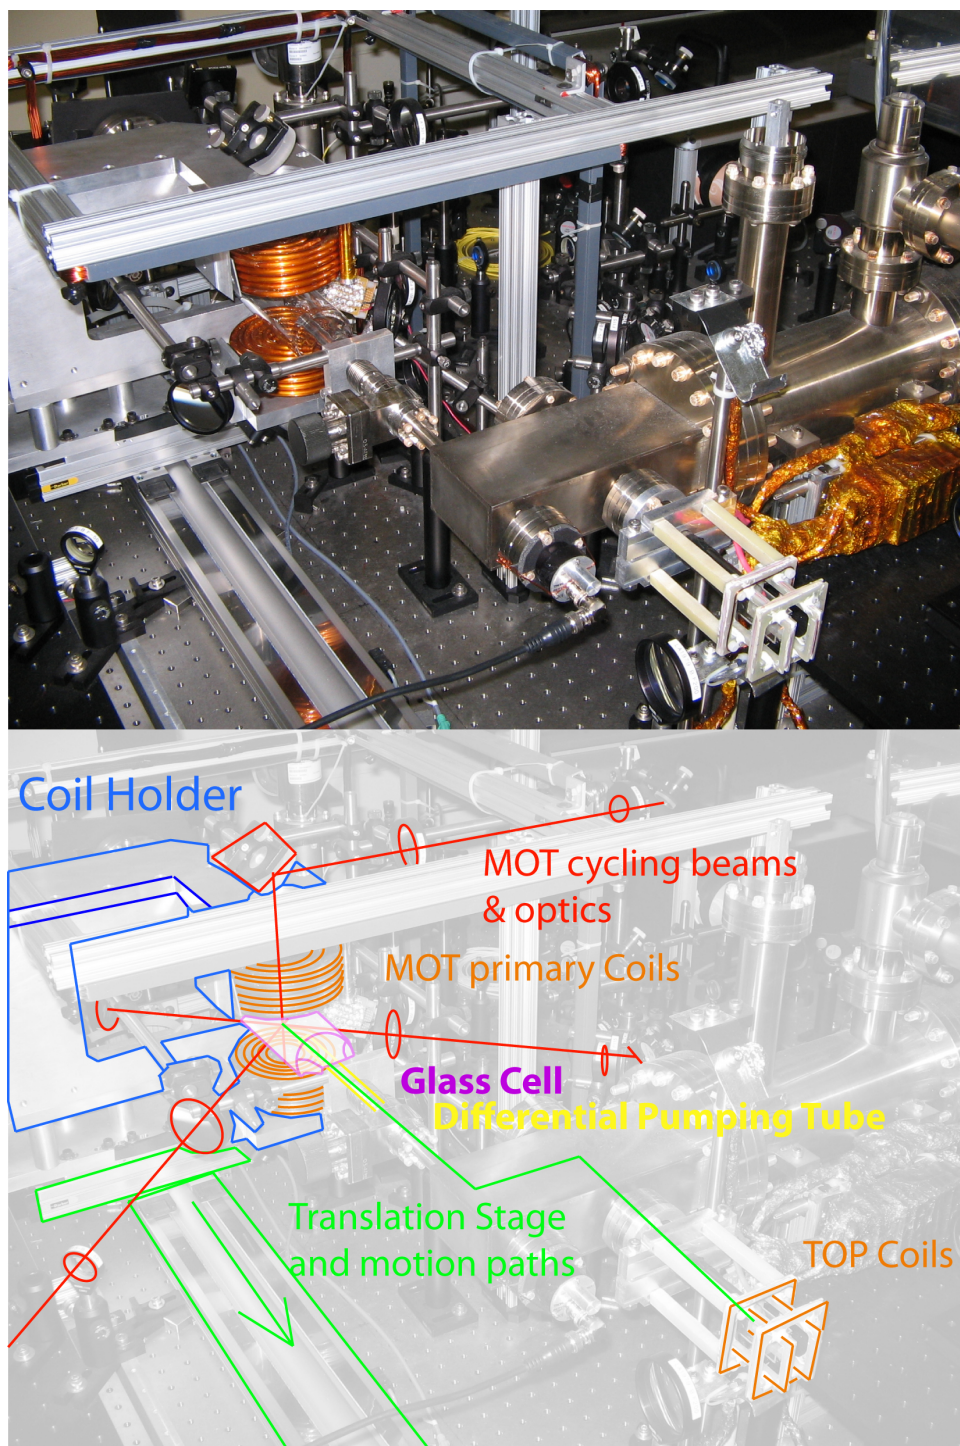 Parker
Coil Holder
MOT cycling beams
& optics
MOT primary Coils
Glass Cell
Differential Pumping Tube
Translation Stage
and motion paths
TOP Coils